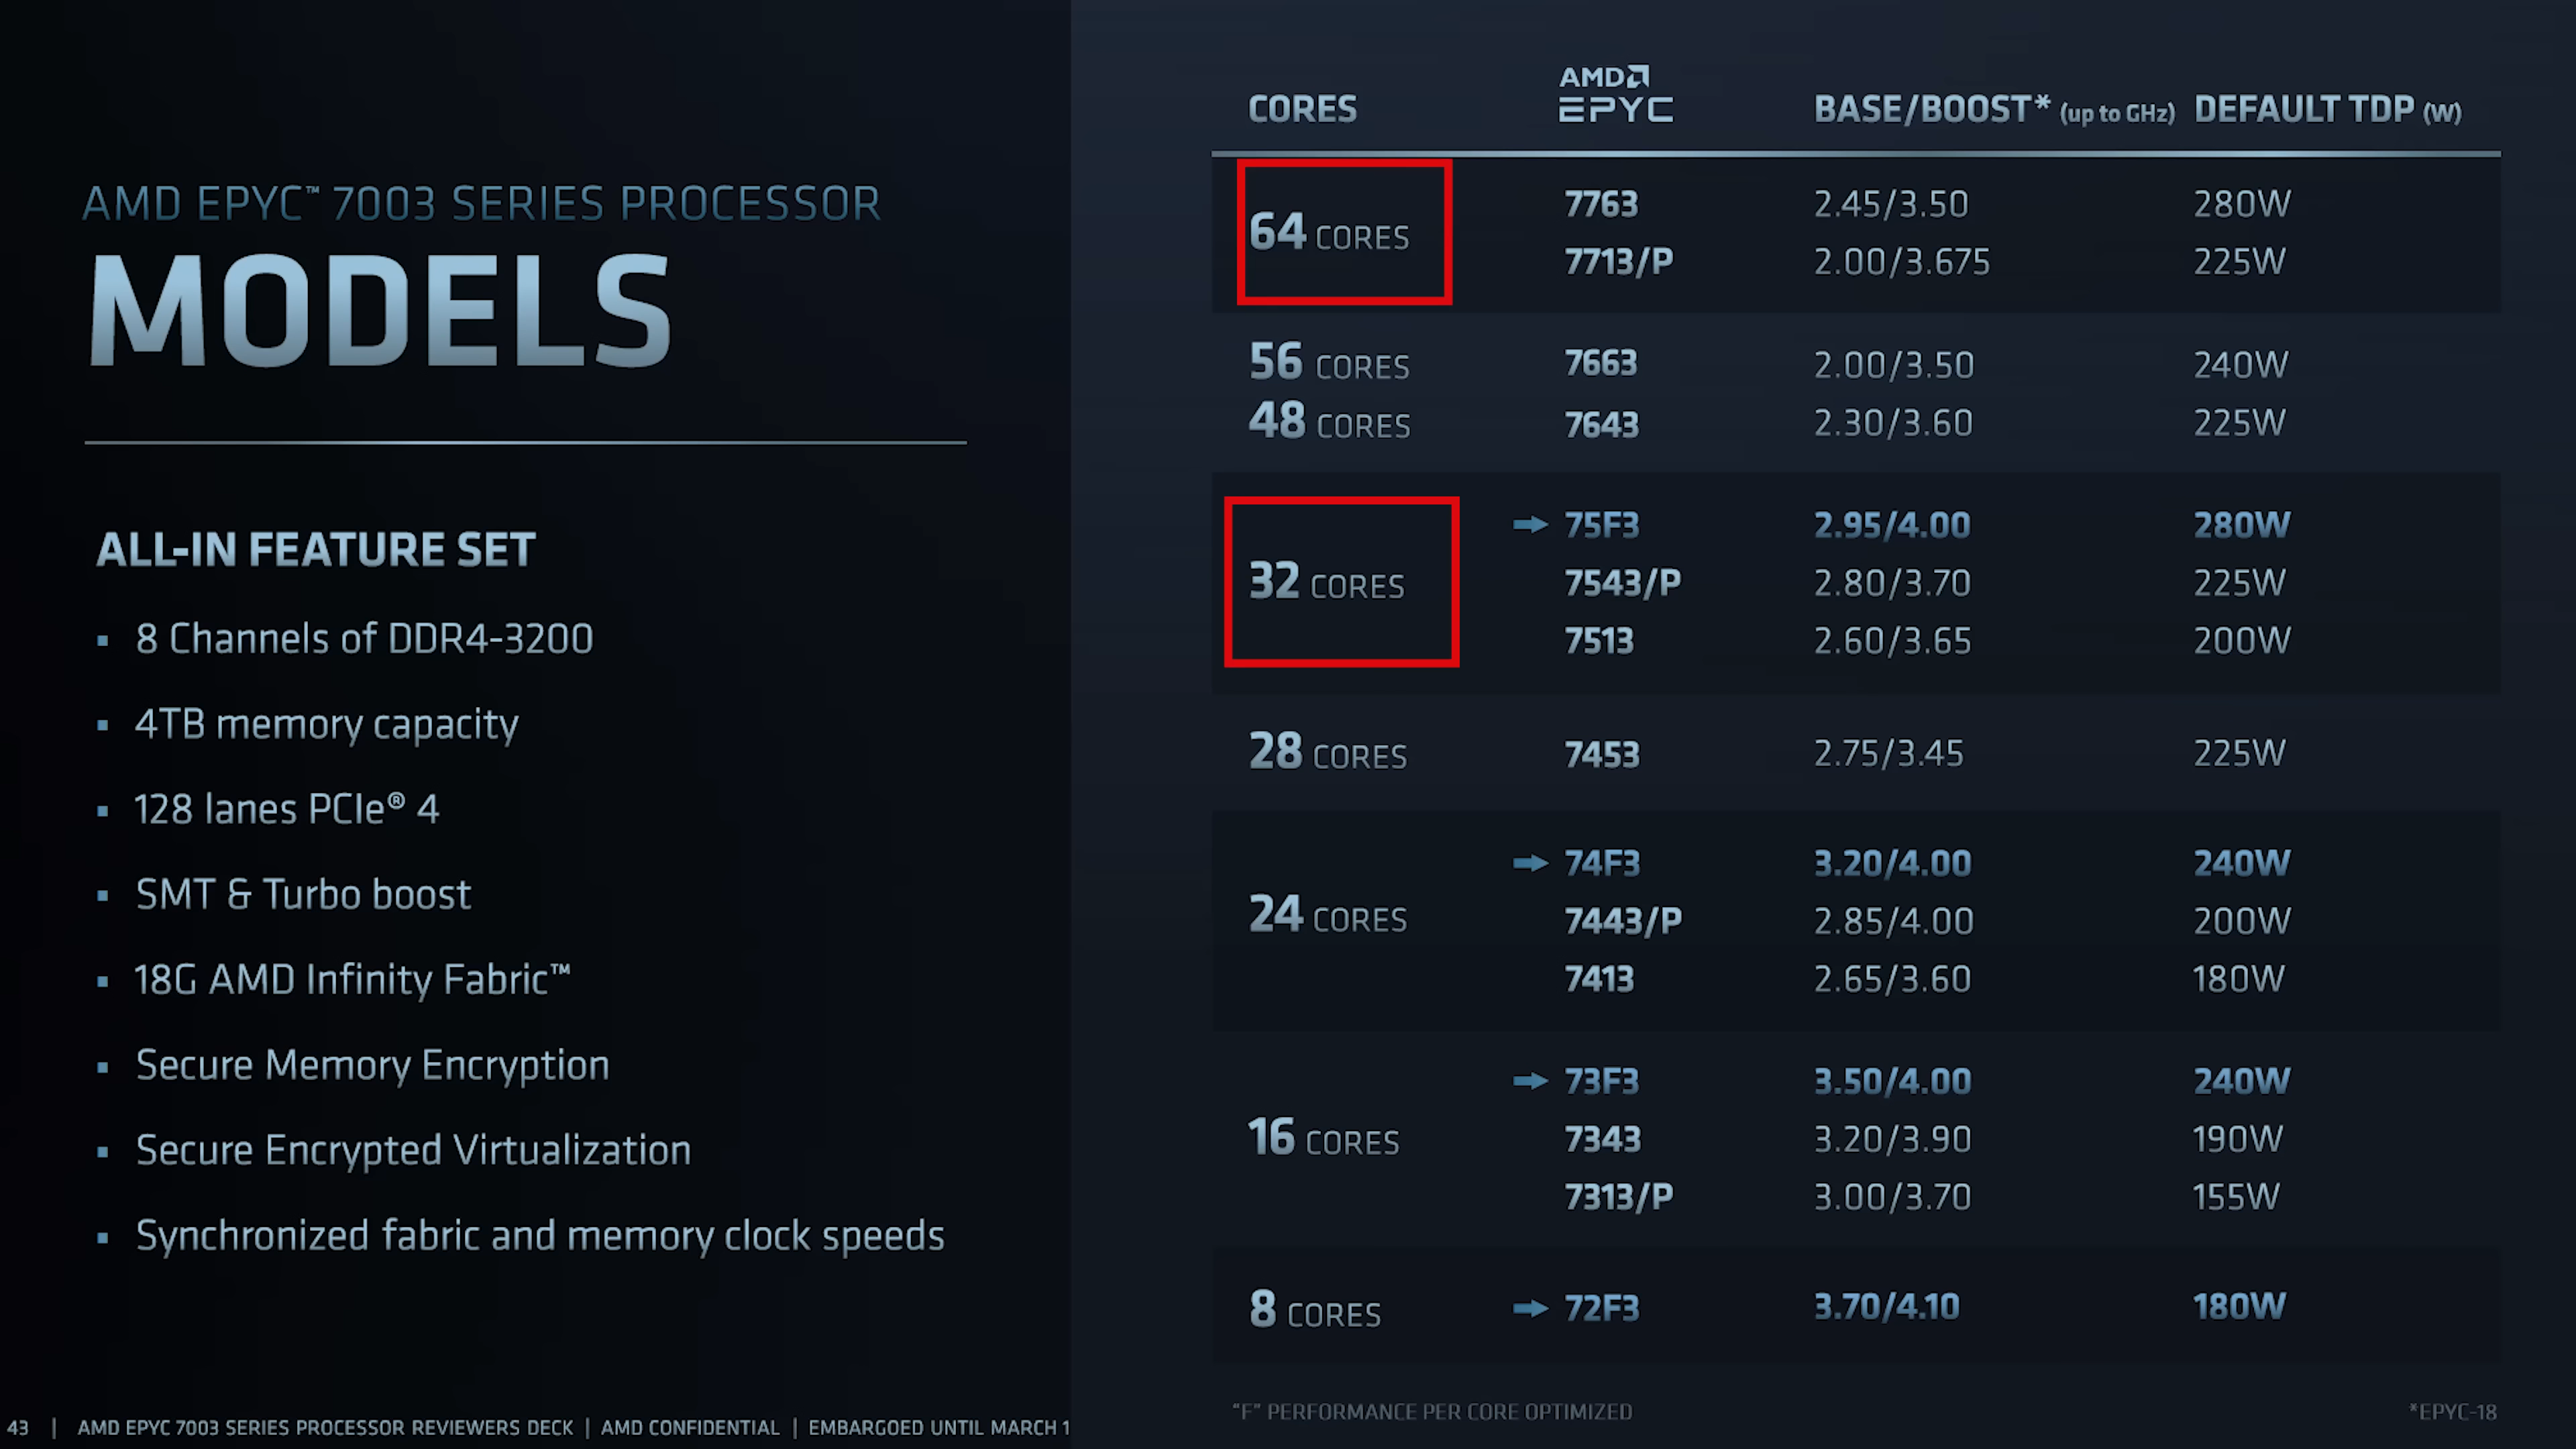 AMD EPYC™ 7003 SERIES PROCESSOR
MODELS
ALL-IN FEATURE SET
▪ 8 Channels of DDR4-3200
▪ 4TB memory capacity
▪ 128 lanes PCIe® 4
▪ SMT & Turbo boost
▪ 18G AMD Infinity Fabric™
▪ Secure Memory Encryption
▪ Secure Encrypted Virtualization
▪ Synchronized fabric and memory clock speeds
CORES AMD EPYC BASE/BOOST* (up to GHz) DEFAULT TDP (W)
64 CORES
7763 2.45/3.50 280W
7713/P 2.00/3.675 225W
56 CORES 7663 2.00/3.50 240W
48 CORES 7643 2.30/3.60 225W
32 CORES
➡ 75F3 2.95/4.00 280W
7543/P 2.80/3.70 225W
7513 2.60/3.65 200W
28 CORES 7453 2.75/3.45 225W
24 CORES
➡ 74F3 3.20/4.00 240W
7443/P 2.85/4.00 200W
7413 2.65/3.60 180W
16 CORES
➡ 73F3 3.50/4.00 240W
7343 3.20/3.90 190W
7313/P 3.00/3.70 155W
8 CORES ➡ 72F3 3.70/4.10 180W
"F" PERFORMANCE PER CORE OPTIMIZED *EPYC-18
43 | AMD EPYC 7003 SERIES PROCESSOR REVIEWERS DECK | AMD CONFIDENTIAL | EMBARGOED UNTIL MARCH 1